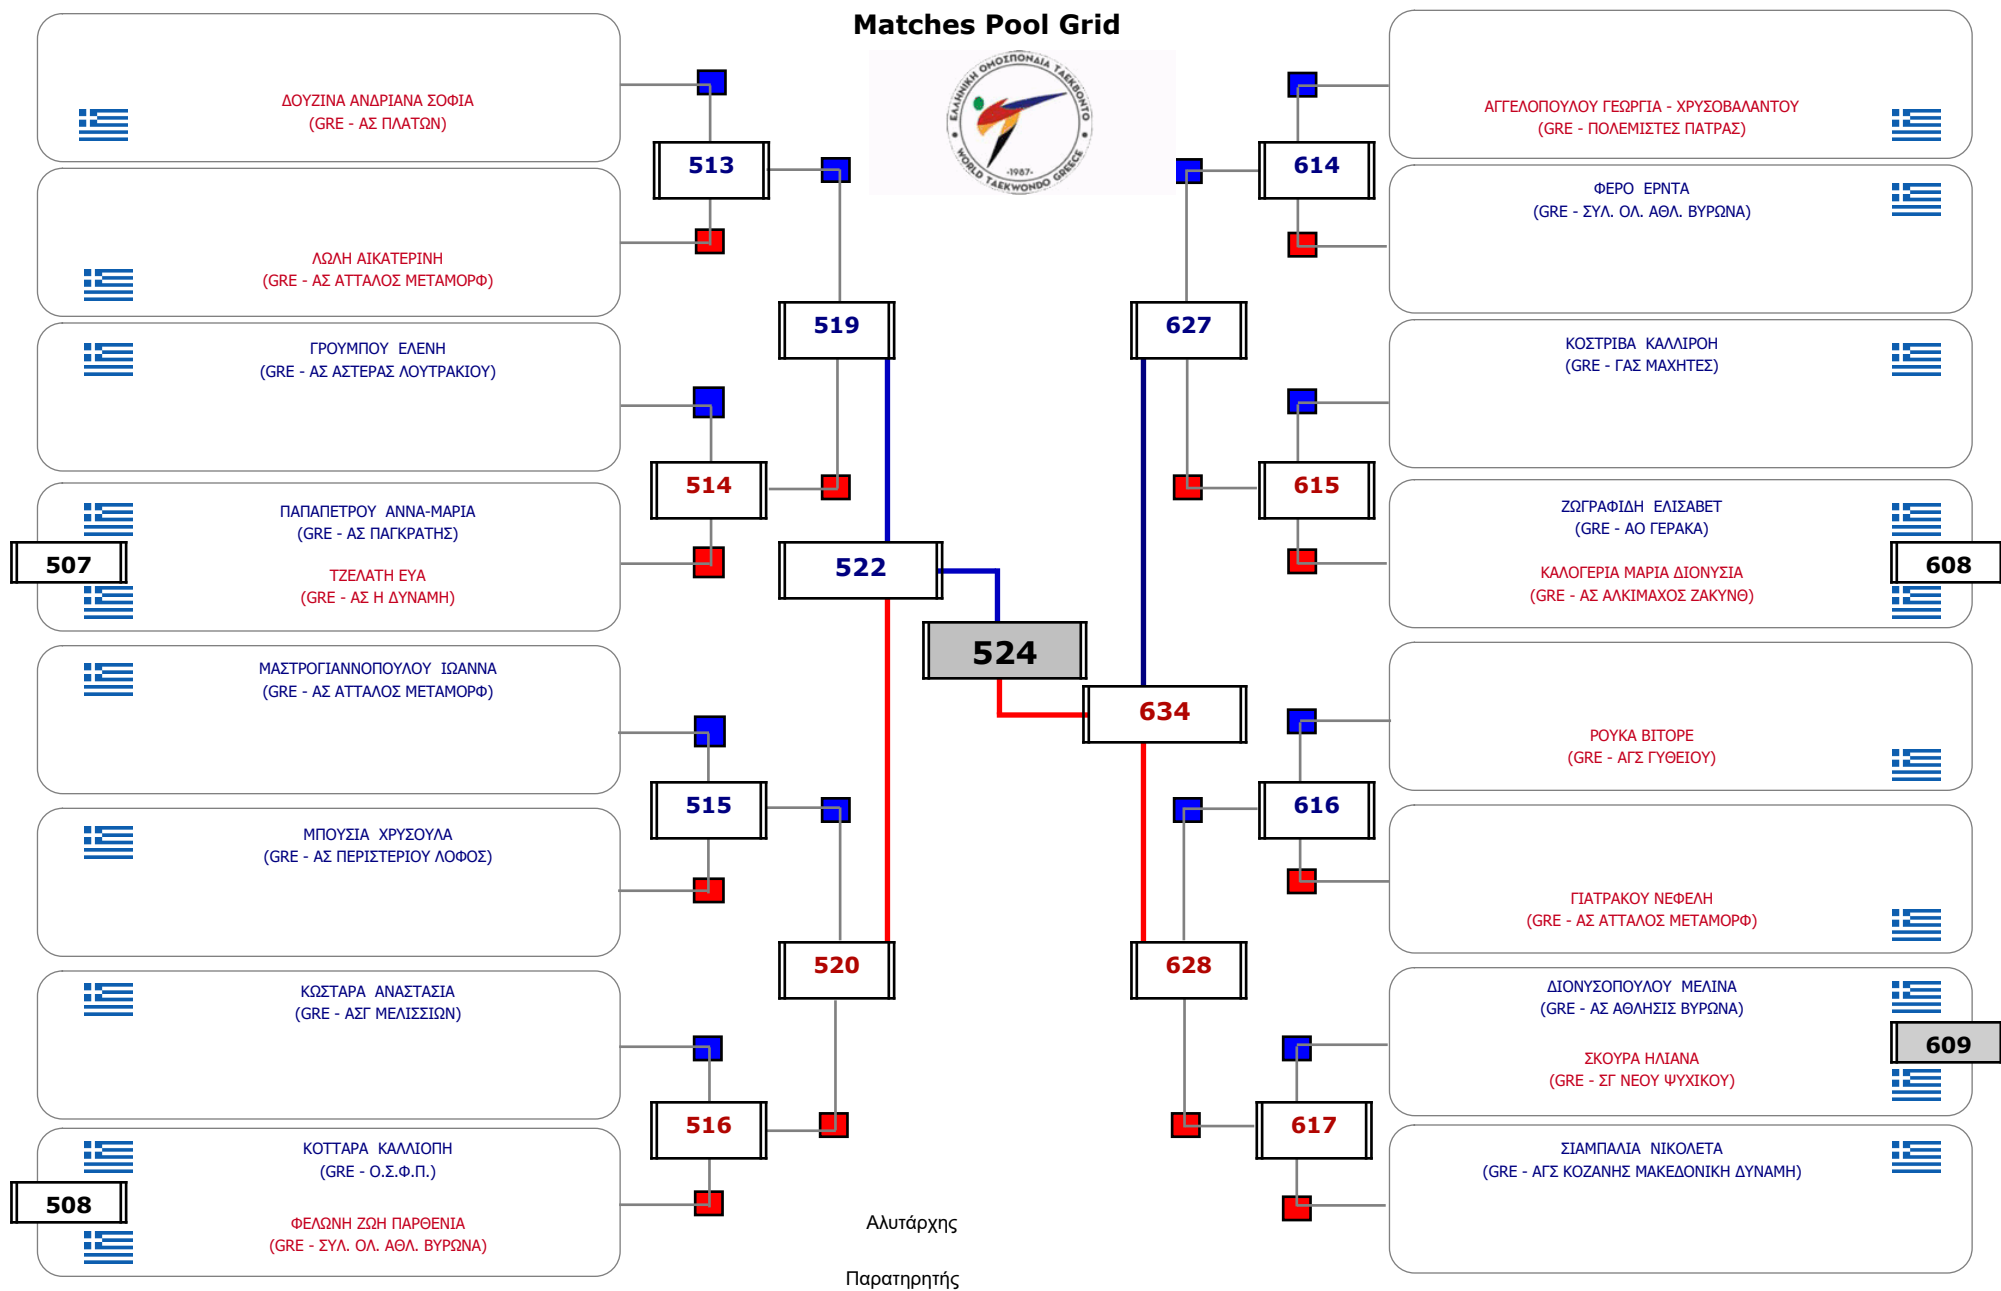 Matches Pool Grid
ΕΛΛΗΝΙΚΗ ΟΜΟΣΠΟΝΔΙΑ ΤΑΕΚΒΟΝΤΟ
-1987-
WORLD TAEKWONDO GREECE
ΔΟΥΖΙΝΑ ΑΝΔΡΙΑΝΑ ΣΟΦΙΑ
(GRE - ΑΣ ΠΛΑΤΩΝ)
513
ΛΩΛΗ ΑΙΚΑΤΕΡΙΝΗ
(GRE - ΑΣ ΑΤΤΑΛΟΣ ΜΕΤΑΜΟΡΦ)
519
ΓΡΟΥΜΠΟΥ ΕΛΕΝΗ
(GRE - ΑΣ ΑΣΤΕΡΑΣ ΛΟΥΤΡΑΚΙΟΥ)
514
ΠΑΠΑΠΕΤΡΟΥ ΑΝΝΑ-ΜΑΡΙΑ
(GRE - ΑΣ ΠΑΓΚΡΑΤΗΣ)
507
ΤΖΕΛΑΤΗ ΕΥΑ
(GRE - ΑΣ Η ΔΥΝΑΜΗ)
522
524
ΜΑΣΤΡΟΓΙΑΝΝΟΠΟΥΛΟΥ ΙΩΑΝΝΑ
(GRE - ΑΣ ΑΤΤΑΛΟΣ ΜΕΤΑΜΟΡΦ)
515
ΜΠΟΥΣΙΑ ΧΡΥΣΟΥΛΑ
(GRE - ΑΣ ΠΕΡΙΣΤΕΡΙΟΥ ΛΟΦΟΣ)
520
ΚΩΣΤΑΡΑ ΑΝΑΣΤΑΣΙΑ
(GRE - ΑΣΓ ΜΕΛΙΣΣΙΩΝ)
516
ΚΟΤΤΑΡΑ ΚΑΛΛΙΟΠΗ
(GRE - Ο.Σ.Φ.Π.)
508
ΦΕΛΩΝΗ ΖΩΗ ΠΑΡΘΕΝΙΑ
(GRE - ΣΥΛ. ΟΛ. ΑΘΛ. ΒΥΡΩΝΑ)
ΑΓΓΕΛΟΠΟΥΛΟΥ ΓΕΩΡΓΙΑ - ΧΡΥΣΟΒΑΛΑΝΤΟΥ
(GRE - ΠΟΛΕΜΙΣΤΕΣ ΠΑΤΡΑΣ)
614
ΦΕΡΟ ΕΡΝΤΑ
(GRE - ΣΥΛ. ΟΛ. ΑΘΛ. ΒΥΡΩΝΑ)
627
ΚΟΣΤΡΙΒΑ ΚΑΛΛΙΡΟΗ
(GRE - ΓΑΣ ΜΑΧΗΤΕΣ)
615
ΖΩΓΡΑΦΙΔΗ ΕΛΙΣΑΒΕΤ
(GRE - ΑΟ ΓΕΡΑΚΑ)
608
ΚΑΛΟΓΕΡΙΑ ΜΑΡΙΑ ΔΙΟΝΥΣΙΑ
(GRE - ΑΣ ΑΛΚΙΜΑΧΟΣ ΖΑΚΥΝΘ)
634
ΡΟΥΚΑ ΒΙΤΟΡΕ
(GRE - ΑΓΣ ΓΥΘΕΙΟΥ)
616
ΓΙΑΤΡΑΚΟΥ ΝΕΦΕΛΗ
(GRE - ΑΣ ΑΤΤΑΛΟΣ ΜΕΤΑΜΟΡΦ)
628
ΔΙΟΝΥΣΟΠΟΥΛΟΥ ΜΕΛΙΝΑ
(GRE - ΑΣ ΑΘΛΗΣΙΣ ΒΥΡΩΝΑ)
609
ΣΚΟΥΡΑ ΗΛΙΑΝΑ
(GRE - ΣΓ ΝΕΟΥ ΨΥΧΙΚΟΥ)
617
ΣΙΑΜΠΑΛΙΑ ΝΙΚΟΛΕΤΑ
(GRE - ΑΓΣ ΚΟΖΑΝΗΣ ΜΑΚΕΔΟΝΙΚΗ ΔΥΝΑΜΗ)
Αλυτάρχης
Παρατηρητής